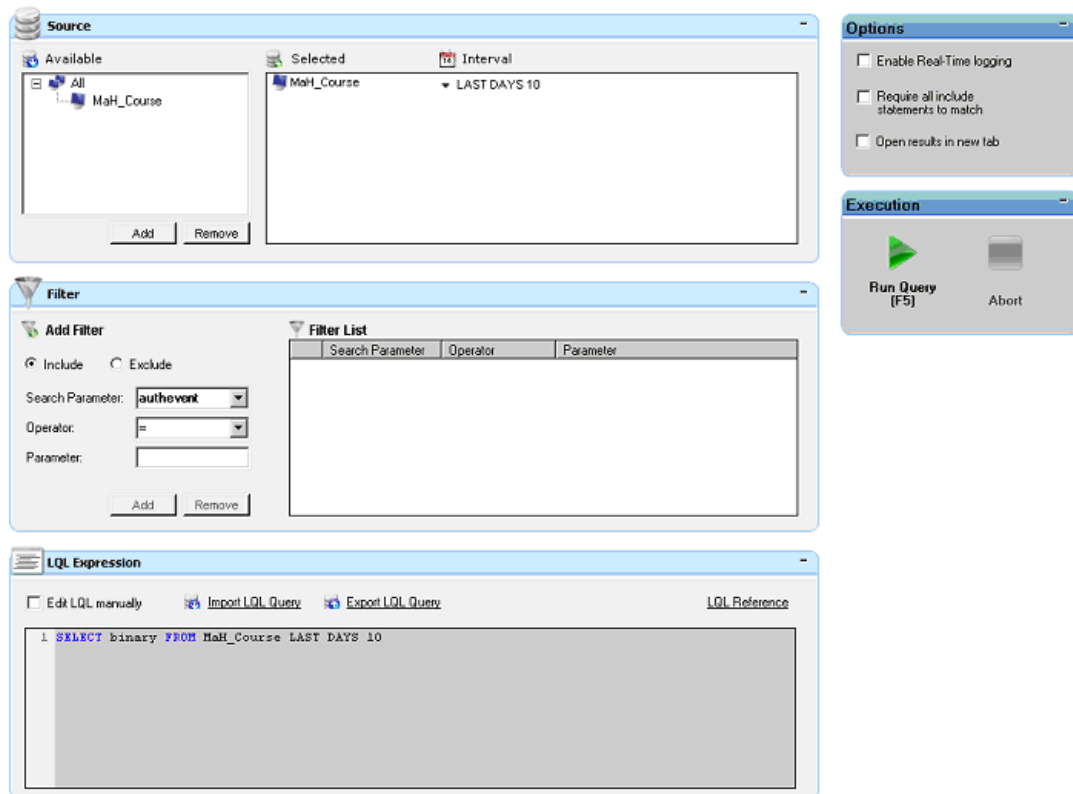 Source
Available
Selected
Interval
All
MaH_Course
MaH_Course
LAST DAYS 10
Add
Remove
Filter
Add Filter
Include
Exclude
Search Parameter:
authevent
Operator:
=
Parameter:
Add
Remove
Filter List
Search Parameter
Operator
Parameter
LQL Expression
Edit LQL manually
Import LQL Query
Export LQL Query
LQL Reference
1 SELECT binary FROM MaH_Course LAST DAYS 10
Options
Enable Real-Time logging
Require all include
statements to match
Open results in new tab
Execution
Run Query
(F5)
Abort